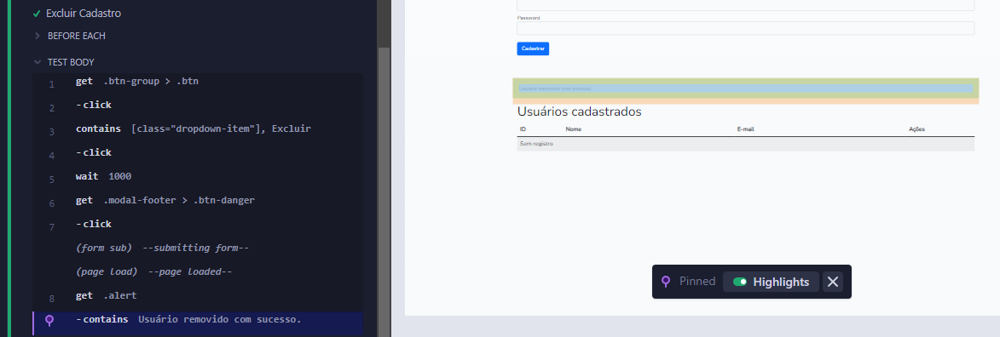 Excluir Cadastro
BEFORE EACH
TEST BODY
1 get .btn-group > .btn
2 -click
3 contains [class="dropdown-item"], Excluir
4 -click
5 wait 1000
6 get .modal-footer > .btn-danger
7 -click
(form sub) --submitting form--
(page load) --page loaded--
8 get .alert
-contains Usuário removido com sucesso.
Password
Cadastrar
Usuário removido com sucesso.
Usuários cadastrados
ID Nome E-mail Ações
Sem registro
Pinned Highlights